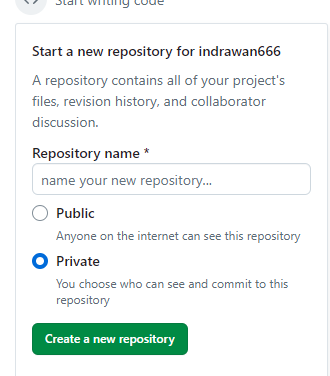 Start writing code
Start a new repository for indrawan666
A repository contains all of your project's
files, revision history, and collaborator
discussion.
Repository name *
name your new repository...
Public
Anyone on the internet can see this repository
Private
You choose who can see and commit to this
repository
Create a new repository